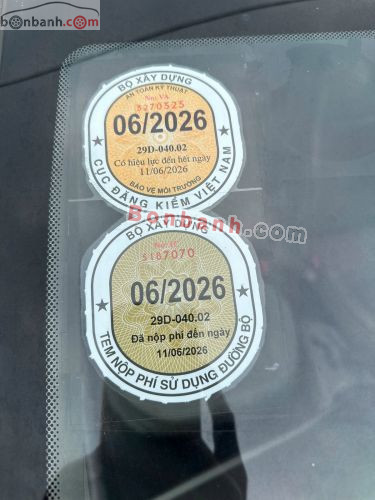 bonbanh.com
BỘ XÂY DỰNG
AN TOÀN KỸ THUẬT
No: VA
5270525
06/2026
29D-040.02
Có hiệu lực đến hết ngày
11/06/2026
BẢO VỆ MÔI TRƯỜNG
CỤC ĐĂNG KIỂM VIỆT NAM
Bonbanh.com
BỘ XÂY DỰNG
5187070
06/2026
29D-040.02
Đã nộp phí đến ngày
11/06/2026
TEM NỘP PHÍ SỬ DỤNG ĐƯỜNG BỘ